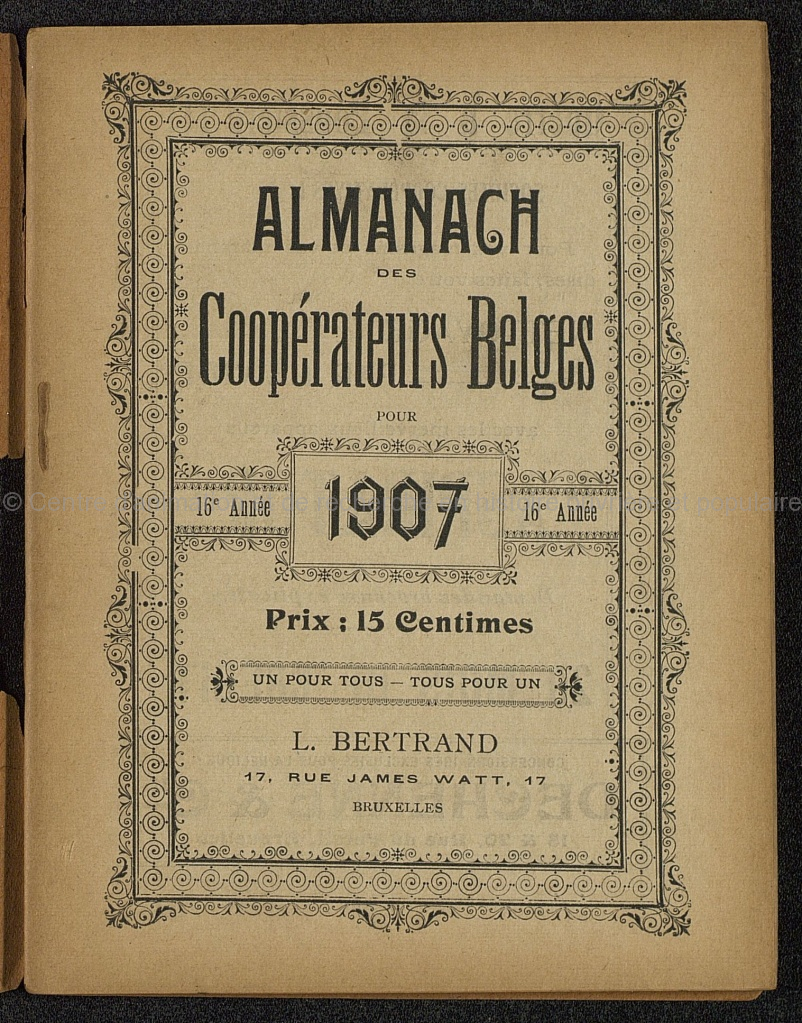 ALMANACH
DES
Coopérateurs Belges
POUR
16e Année 1907 16e Année
Prix : 15 Centimes
UN POUR TOUS — TOUS POUR UN
L. BERTRAND
17, RUE JAMES WATT, 17
BRUXELLES